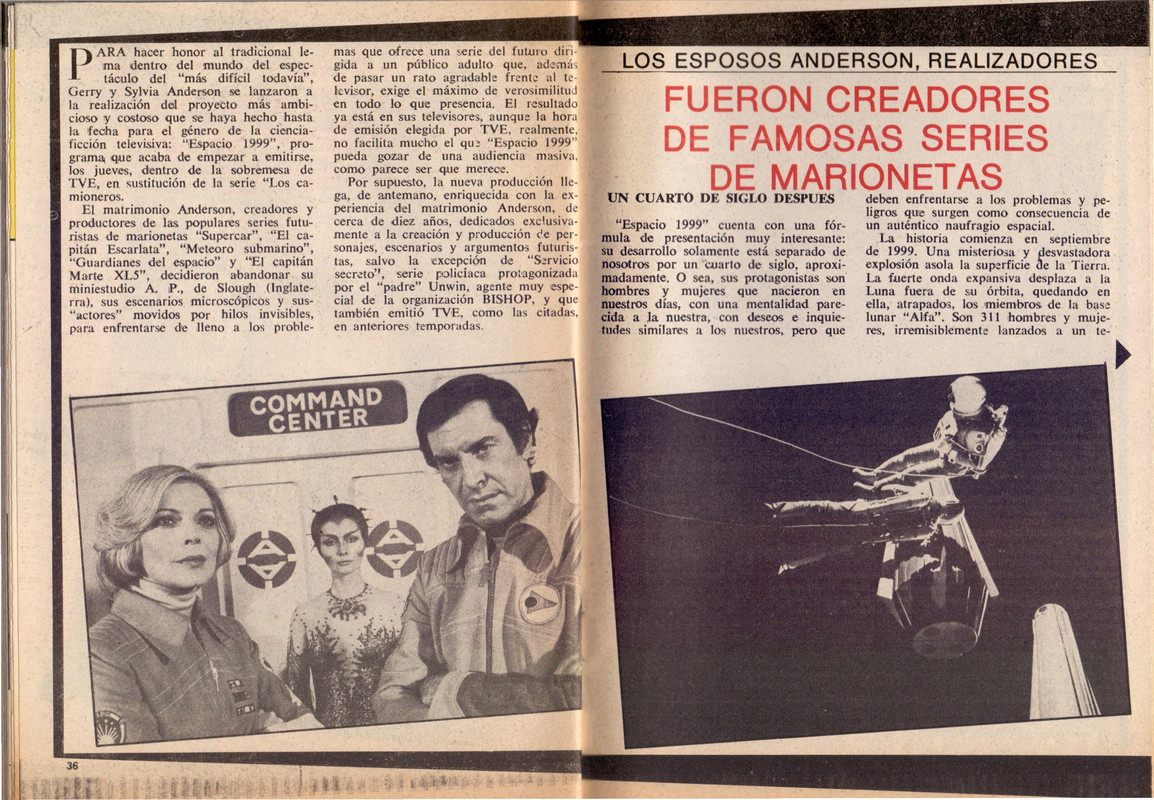 PARA hacer honor al tradicional le-
ma dentro del mundo del espec-
táculo del "más difícil todavía",
Gerry y Sylvia Anderson se lanzaron a
la realización del proyecto más ambi-
cioso y costoso que se haya hecho hasta
la fecha para el género de la ciencia-
ficción televisiva: "Espacio 1999", pro-
grama que acaba de empezar a emitirse,
los jueves, dentro de la sobremesa de
TVE, en sustitución de la serie "Los ca-
mioneros.
El matrimonio Anderson, creadores y
productores de las populares series futu-
ristas de marionetas "Supercar", "El ca-
pitán Escarlata", "Meteoro submarino",
"Guardianes del espacio" y "El capitán
Marte XL5", decidieron abandonar su
miniestudio A. P., de Slough (Inglate-
rra), sus escenarios microscópicos y sus-
"actores" movidos por hilos invisibles,
para enfrentarse de lleno a los proble-
mas que ofrece una serie del futuro diri-
gida a un público adulto que, además
de pasar un rato agradable frente al te-
levisor, exige el máximo de verosimilitud
en todo lo que presencia. El resultado
ya está en sus televisores, aunque la hora
de emisión elegida por TVE, realmente,
no facilita mucho el que "Espacio 1999"
pueda gozar de una audiencia masiva,
como parece ser que merece.
Por supuesto, la nueva producción lle-
ga, de antemano, enriquecida con la ex-
periencia del matrimonio Anderson, de
cerca de diez años, dedicados exclusiva-
mente a la creación y producción de per-
sonajes, escenarios y argumentos futuris-
tas, salvo la excepción de "Servicio
secreto", serie policíaca protagonizada
por el "padre" Unwin, agente muy espe-
cial de la organización BISHOP, y que
también emitió TVE, como las citadas,
en anteriores temporadas.
COMMAND
CENTER
36
LOS ESPOSOS ANDERSON, REALIZADORES
FUERON CREADORES
DE FAMOSAS SERIES
DE MARIONETAS
UN CUARTO DE SIGLO DESPUES
"Espacio 1999" cuenta con una fór-
mula de presentación muy interesante:
su desarrollo solamente está separado de
nosotros por un cuarto de siglo, aproxi-
madamente. O sea, sus protagonistas son
hombres y mujeres que nacieron en
nuestros días, con una mentalidad pare-
cida a la nuestra, con deseos e inquie-
tudes similares a los nuestros, pero que
deben enfrentarse a los problemas y pe-
ligros que surgen como consecuencia de
un auténtico naufragio espacial.
La historia comienza en septiembre
de 1999. Una misteriosa y desvastadora
explosión asola la superficie de la Tierra.
La fuerte onda expansiva desplaza a la
Luna fuera de su órbita, quedando en
ella, atrapados, los miembros de la base
lunar "Alfa". Son 311 hombres y muje-
res, irremisiblemente lanzados a un te-